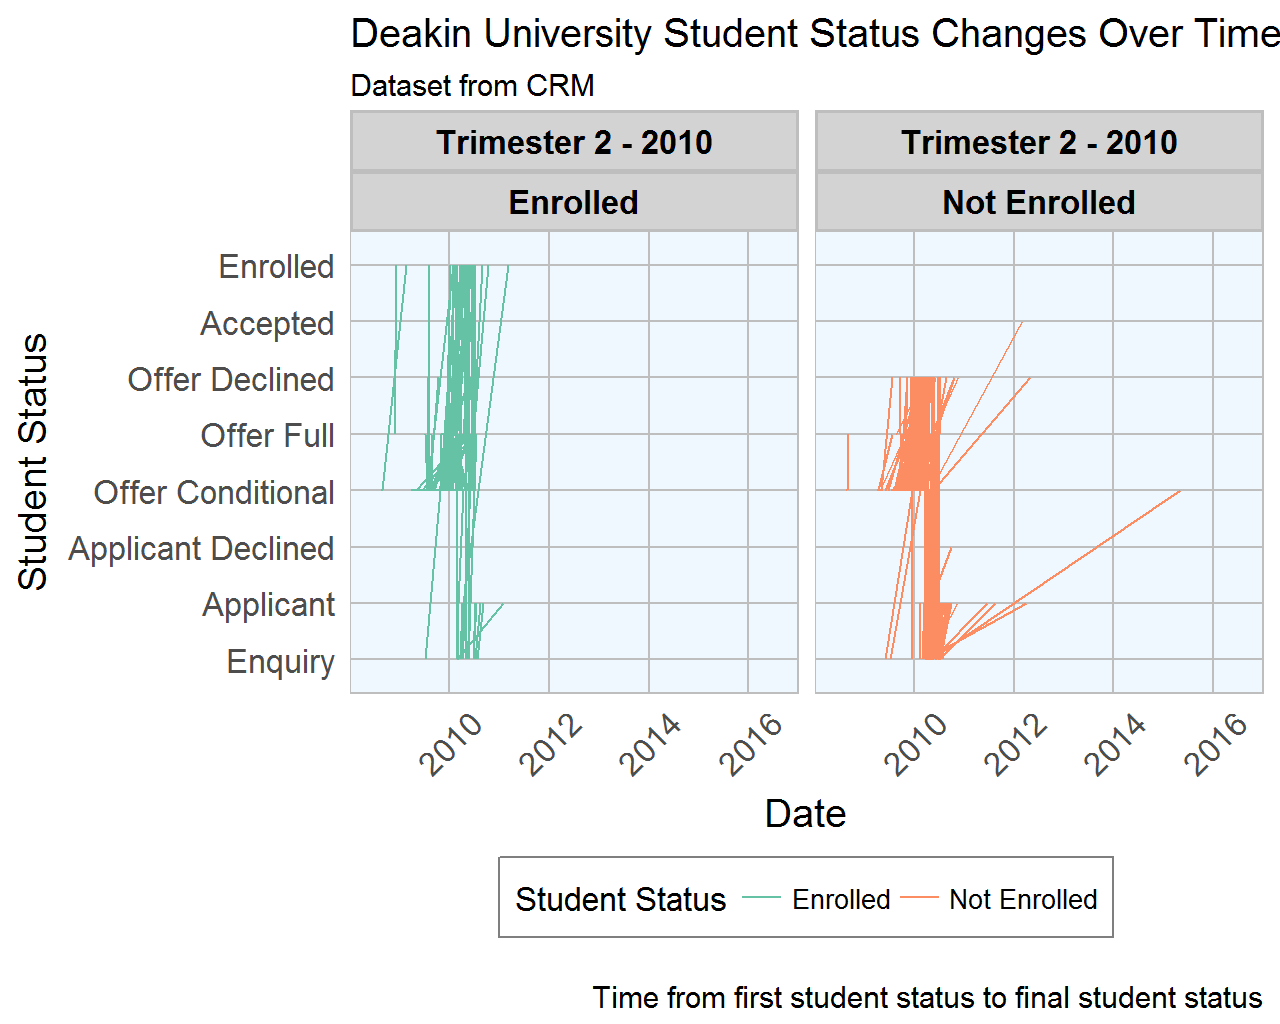 Deakin University Student Status Changes Over Time
Dataset from CRM
Trimester 2 - 2010
Trimester 2 - 2010
Enrolled
Not Enrolled
Student Status
Enrolled
Accepted
Offer Declined
Offer Full
Offer Conditional
Applicant Declined
Applicant
Enquiry
2010
2012
2014
2016
2010
2012
2014
2016
Date
Student Status
Enrolled
Not Enrolled
Time from first student status to final student status